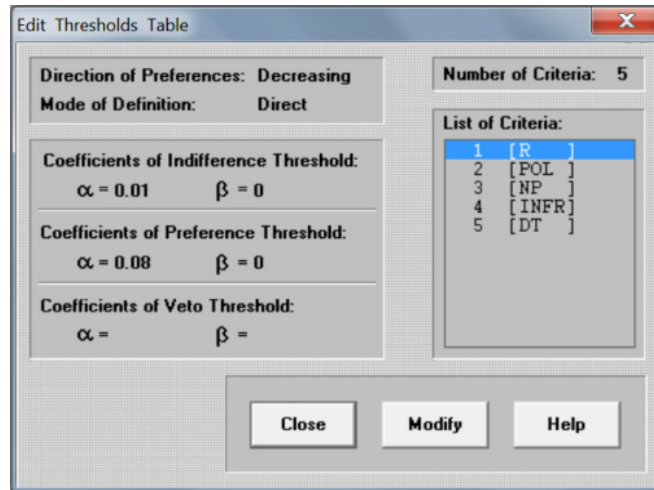 Edit Thresholds Table
Direction of Preferences: Decreasing
Mode of Definition: Direct
Coefficients of Indifference Threshold:
α = 0.01 β = 0
Coefficients of Preference Threshold:
α = 0.08 β = 0
Coefficients of Veto Threshold:
α = β =
Number of Criteria: 5
List of Criteria:
1 [R ]
2 [POL ]
3 [NP ]
4 [INFR]
5 [DT ]
Close Modify Help